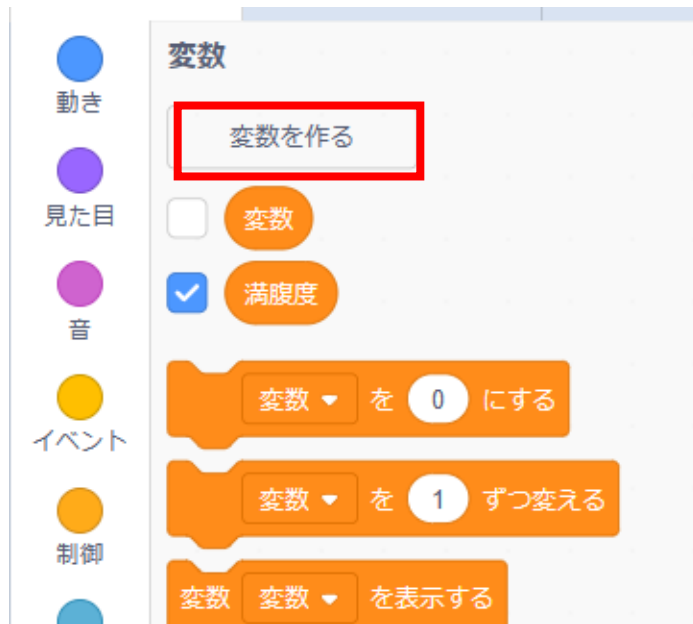 動き
見た目
音
イベント
制御
変数
変数を作る
変数
満腹度
変数 を 0 にする
変数 を 1 ずつ変える
変数 変数 を表示する